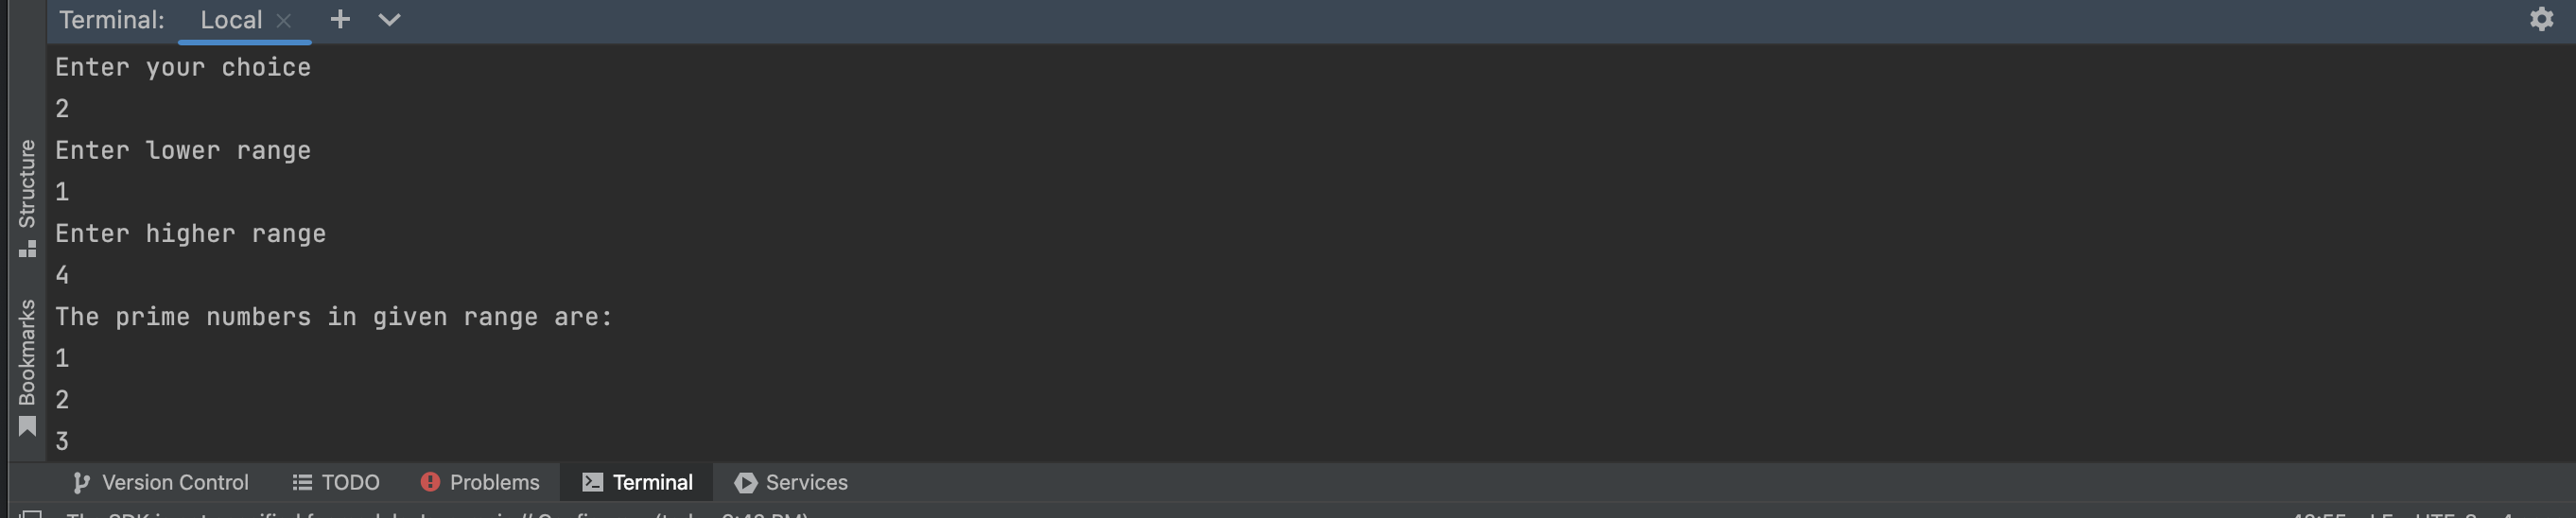 Terminal: Local
Enter your choice
2
Enter lower range
1
Enter higher range
4
The prime numbers in given range are:
1
2
3
Structure
Bookmarks
Version Control TODO Problems Terminal Services